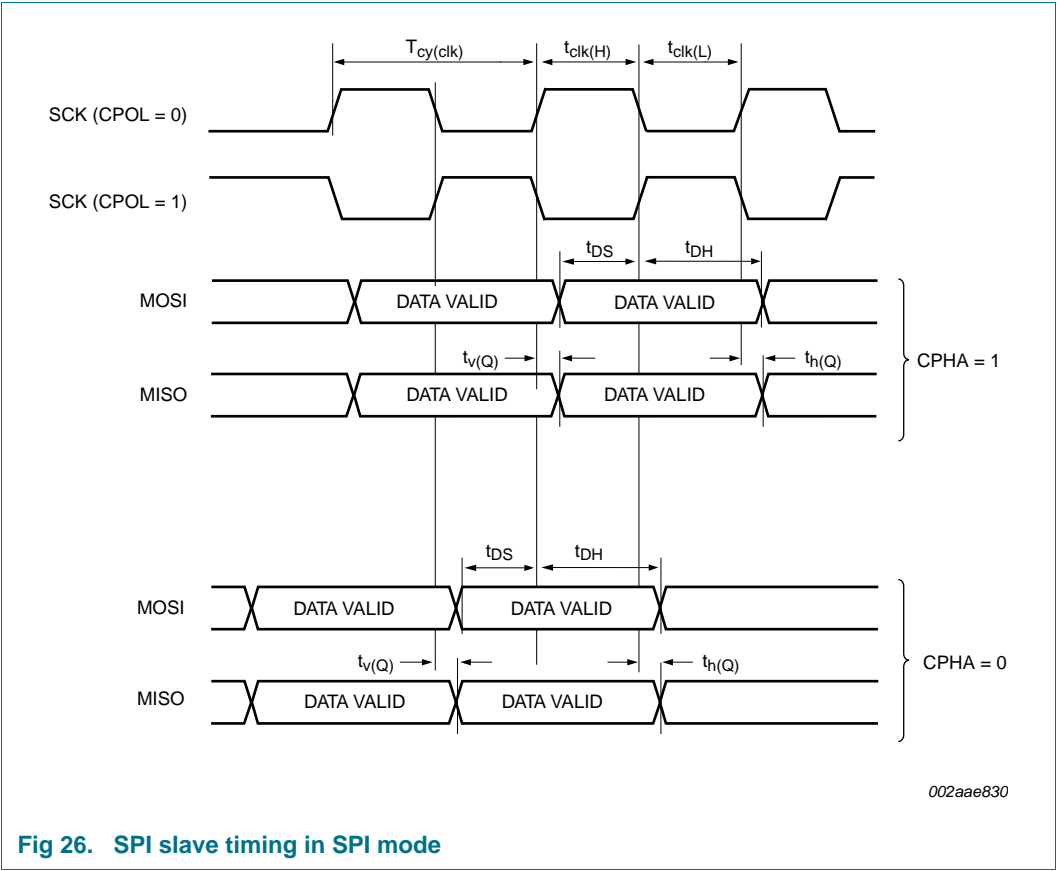 Tcy(clk) tclk(H) tclk(L)
SCK (CPOL = 0)
SCK (CPOL = 1)
tDS tDH
MOSI DATA VALID DATA VALID
tv(Q) th(Q)
CPHA = 1
MISO DATA VALID DATA VALID
tDS tDH
MOSI DATA VALID DATA VALID
tv(Q) th(Q)
CPHA = 0
MISO DATA VALID DATA VALID
002aae830
Fig 26. SPI slave timing in SPI mode